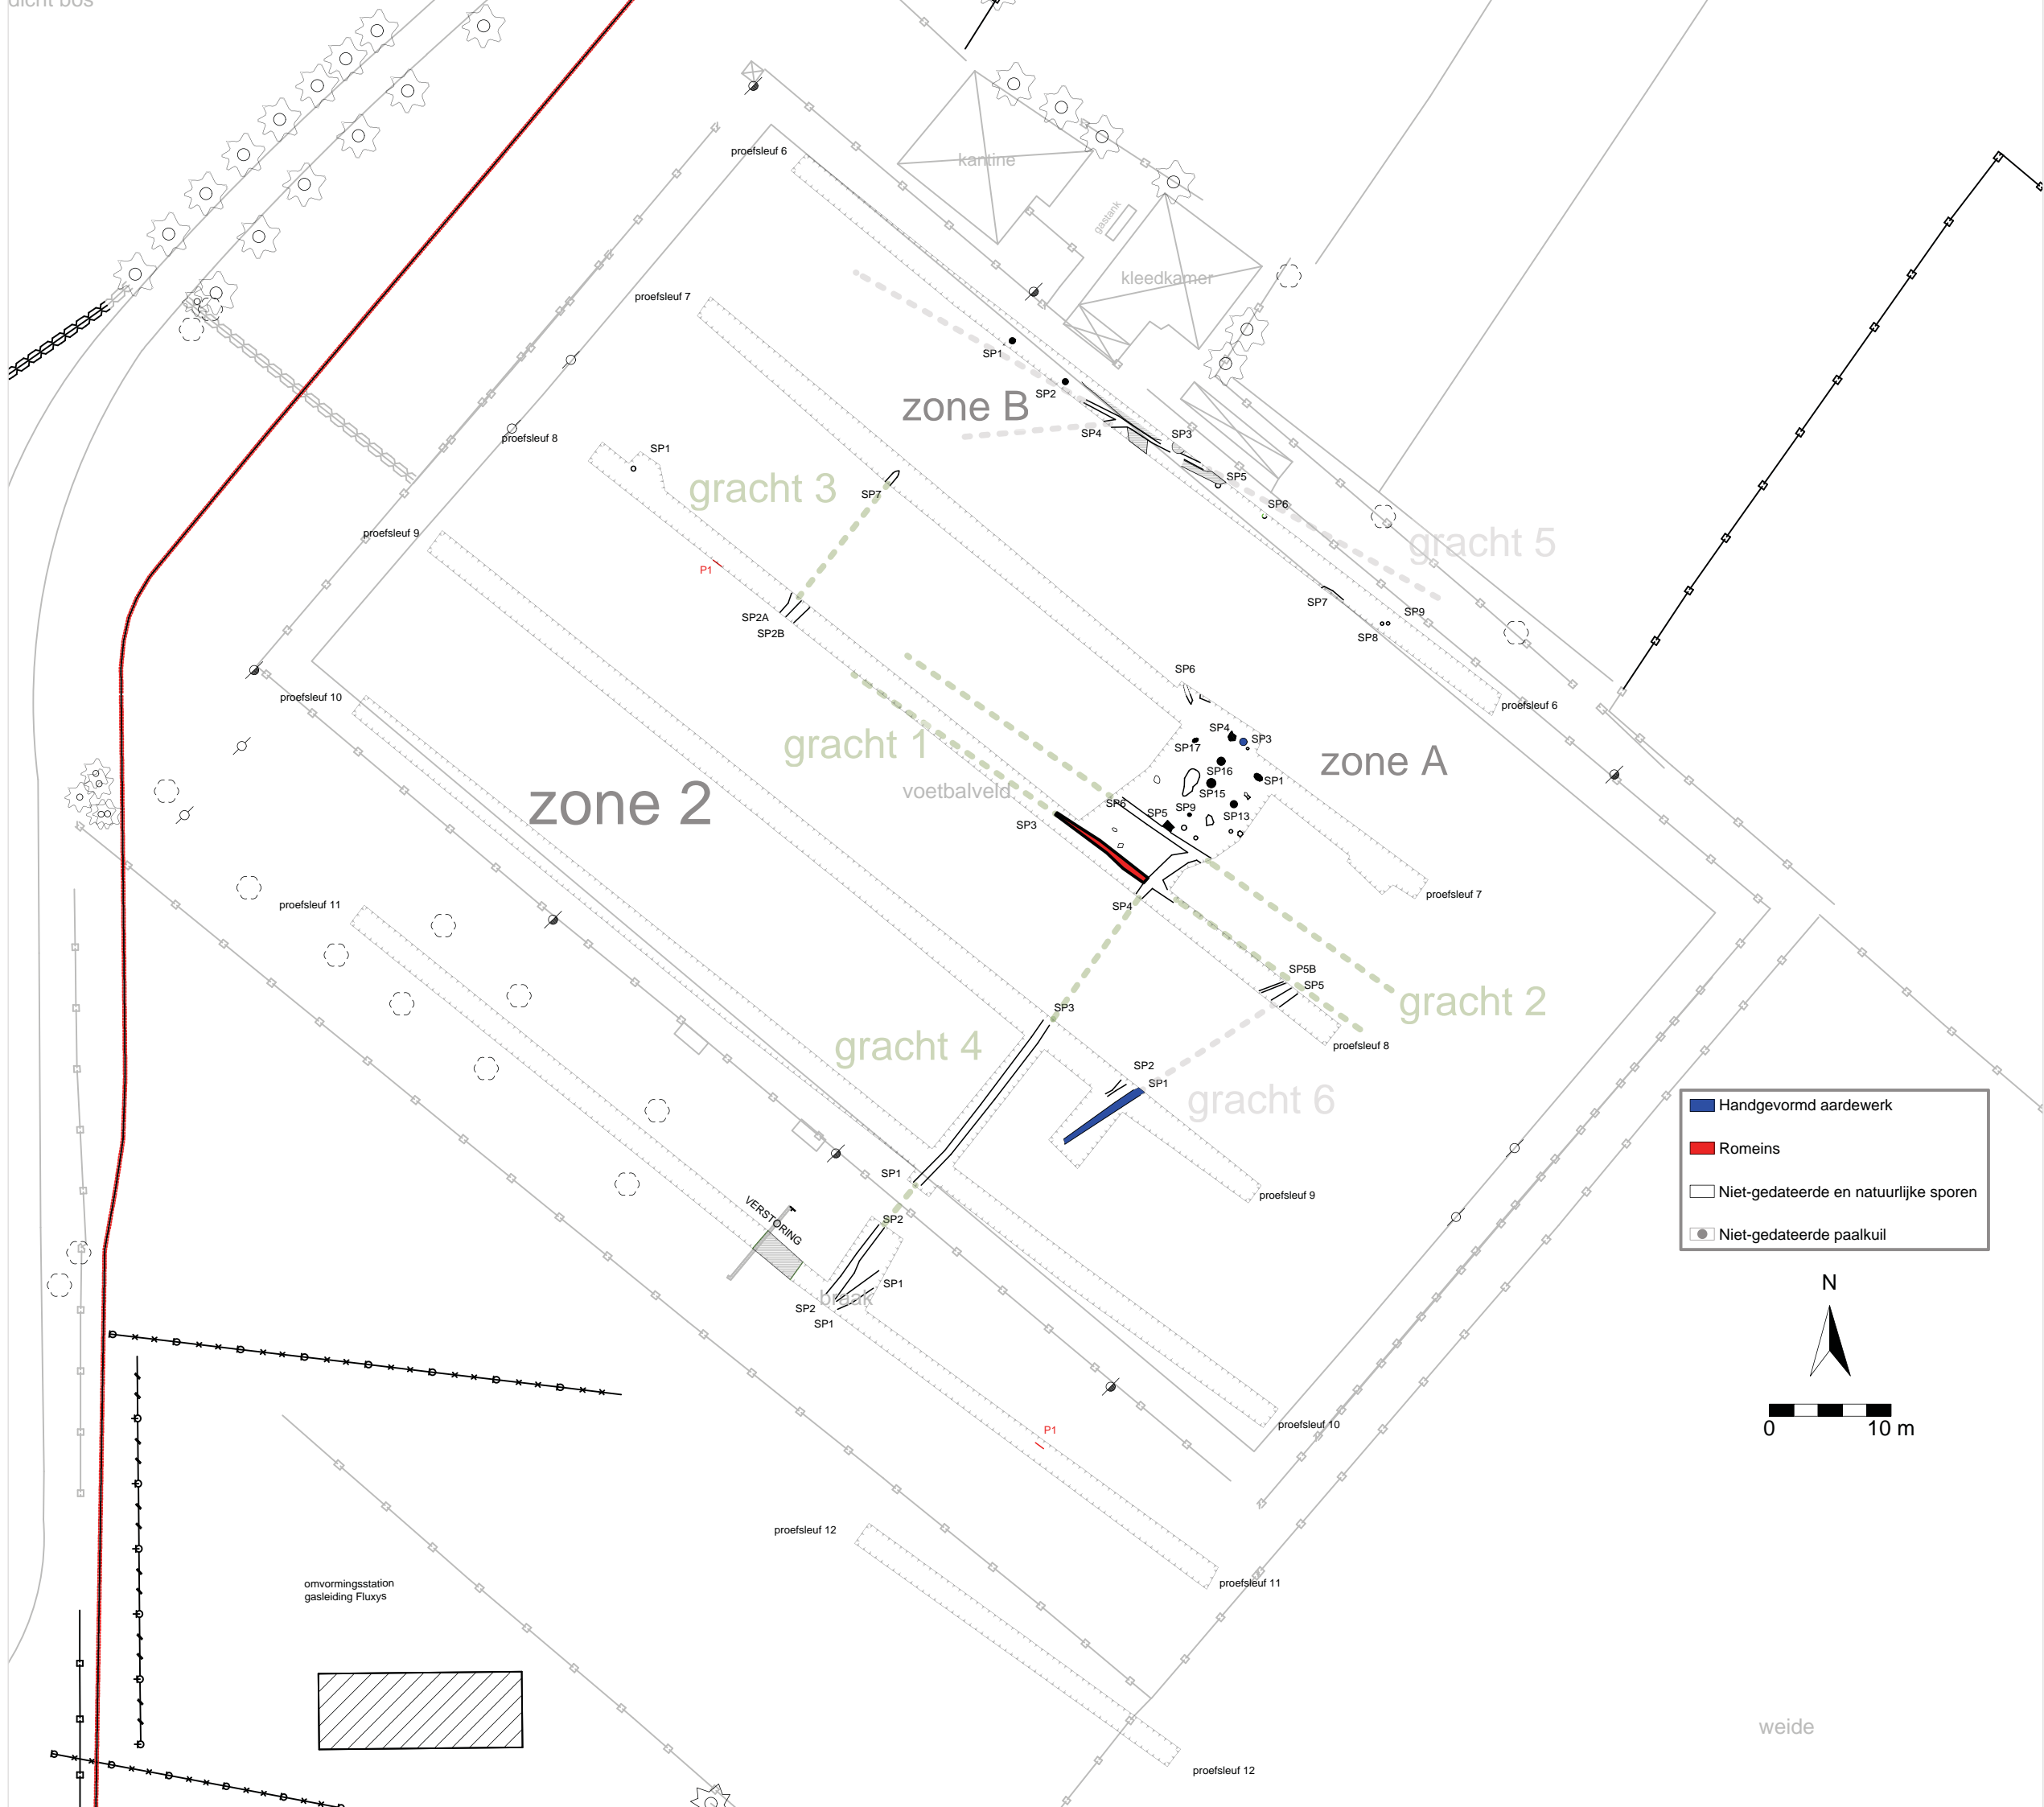 dicht bos
proefsleuf 6
kantine
gastank
kleedkamer
proefsleuf 7
SP1
SP2
zone B
SP4
SP3
proefsleuf 8
SP1
gracht 3
SP7
SP5
SP6
gracht 5
proefsleuf 9
P1
SP7
SP9
SP8
SP2A
SP2B
SP6
proefsleuf 10
proefsleuf 6
SP4
SP3
SP17
gracht 1
zone A
SP16
SP1
voetbalveld
SP15
zone 2
SP6
SP9
SP5
SP13
SP3
proefsleuf 7
proefsleuf 11
SP4
SP5B
SP5
gracht 2
SP3
gracht 4
proefsleuf 8
SP2
SP1
gracht 6
Handgevormd aardewerk
Romeins
Niet-gedateerde en natuurlijke sporen
Niet-gedateerde paalkuil
SP1
proefsleuf 9
VERSTORING
SP2
SP1
braak
SP2
SP1
N
0 10 m
proefsleuf 10
P1
proefsleuf 12
omvormingsstation
gasleiding Fluxys
proefsleuf 11
weide
proefsleuf 12